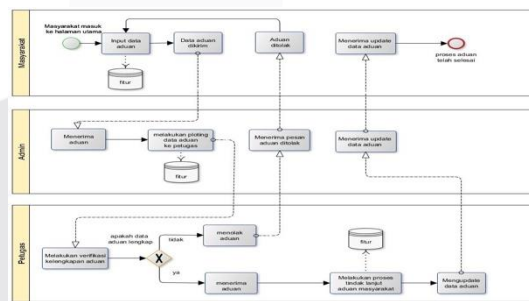 Masyarakat
Masyarakat masuk
ke halaman utama
Input data
aduan
Data aduan
dikirim
Aduan
ditolak
Menerima update
data aduan
proses aduan
telah selesai
fitur
Admin
Menerima
aduan
melakukan ploting
data aduan
ke petugas
Menerima pesan
aduan ditolak
Menerima update
data aduan
fitur
Petugas
Melakukan verifikasi
kelengkapan aduan
apakah data
aduan lengkap
tidak
ya
menolak
aduan
menerima
aduan
fitur
Melakukan proses
tindak lanjut
aduan masyarakat
Mengupdate
data aduan